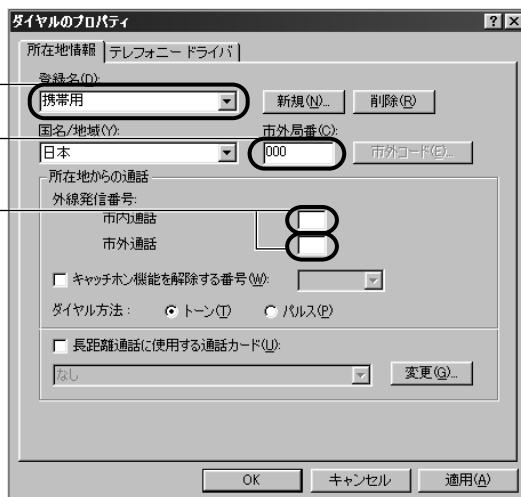 ダイヤルのプロパティ
所在地情報 テレフォニー ドライバ
登録名(D):
携帯用 新規(N)... 削除(R)
国名/地域(Y): 市外局番(C):
日本 000 市外コード(E)...
所在地からの通話
外線発信番号:
市内通話
市外通話
キャッチホン機能を解除する番号(W):
ダイヤル方法: トーン(T) パルス(P)
長距離通話に使用する通話カード(U):
なし 変更(G)...
OK キャンセル 適用(A)